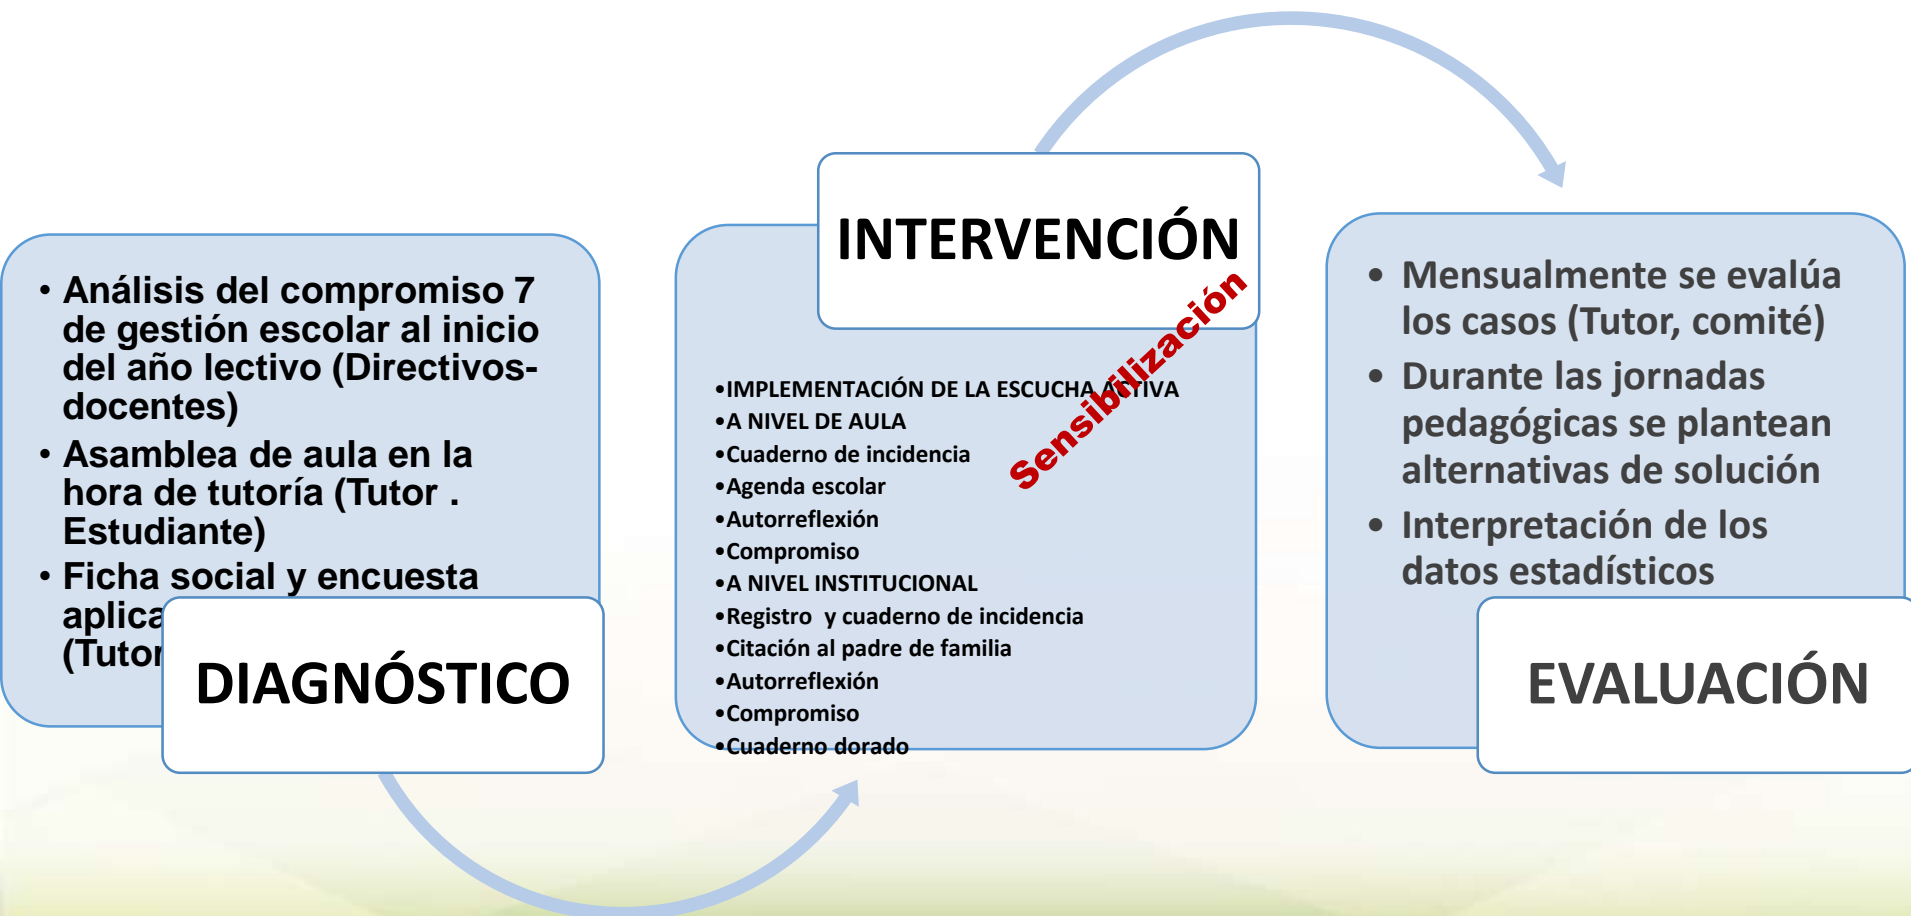 • Análisis del compromiso 7
de gestión escolar al inicio
del año lectivo (Directivos-
docentes)
• Asamblea de aula en la
hora de tutoría (Tutor .
Estudiante)
• Ficha social y encuesta
DIAGNÓSTICO
INTERVENCIÓN
Sensibilización
•IMPLEMENTACIÓN DE LA ESCUCHA ACTIVA
•A NIVEL DE AULA
•Cuaderno de incidencia
•Agenda escolar
•Autorreflexión
•Compromiso
•A NIVEL INSTITUCIONAL
•Registro  y cuaderno de incidencia
•Citación al padre de familia
•Autorreflexión
•Compromiso
•Cuaderno dorado
• Mensualmente se evalúa
los casos (Tutor, comité)
• Durante las jornadas
pedagógicas se plantean
alternativas de solución
• Interpretación de los
datos estadísticos
EVALUACIÓN